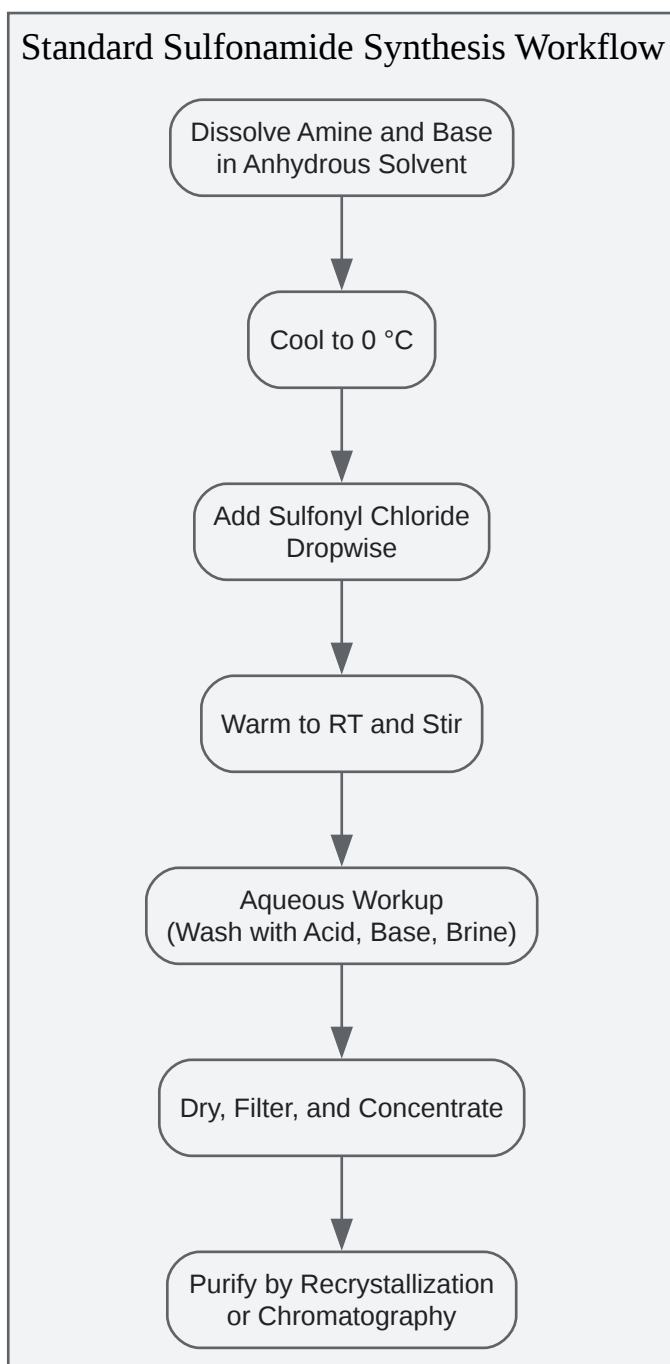 Standard Sulfonamide Synthesis Workflow
Dissolve Amine and Base
in Anhydrous Solvent
Cool to 0 °C
Add Sulfonyl Chloride
Dropwise
Warm to RT and Stir
Aqueous Workup
(Wash with Acid, Base, Brine)
Dry, Filter, and Concentrate
Purify by Recrystallization
or Chromatography